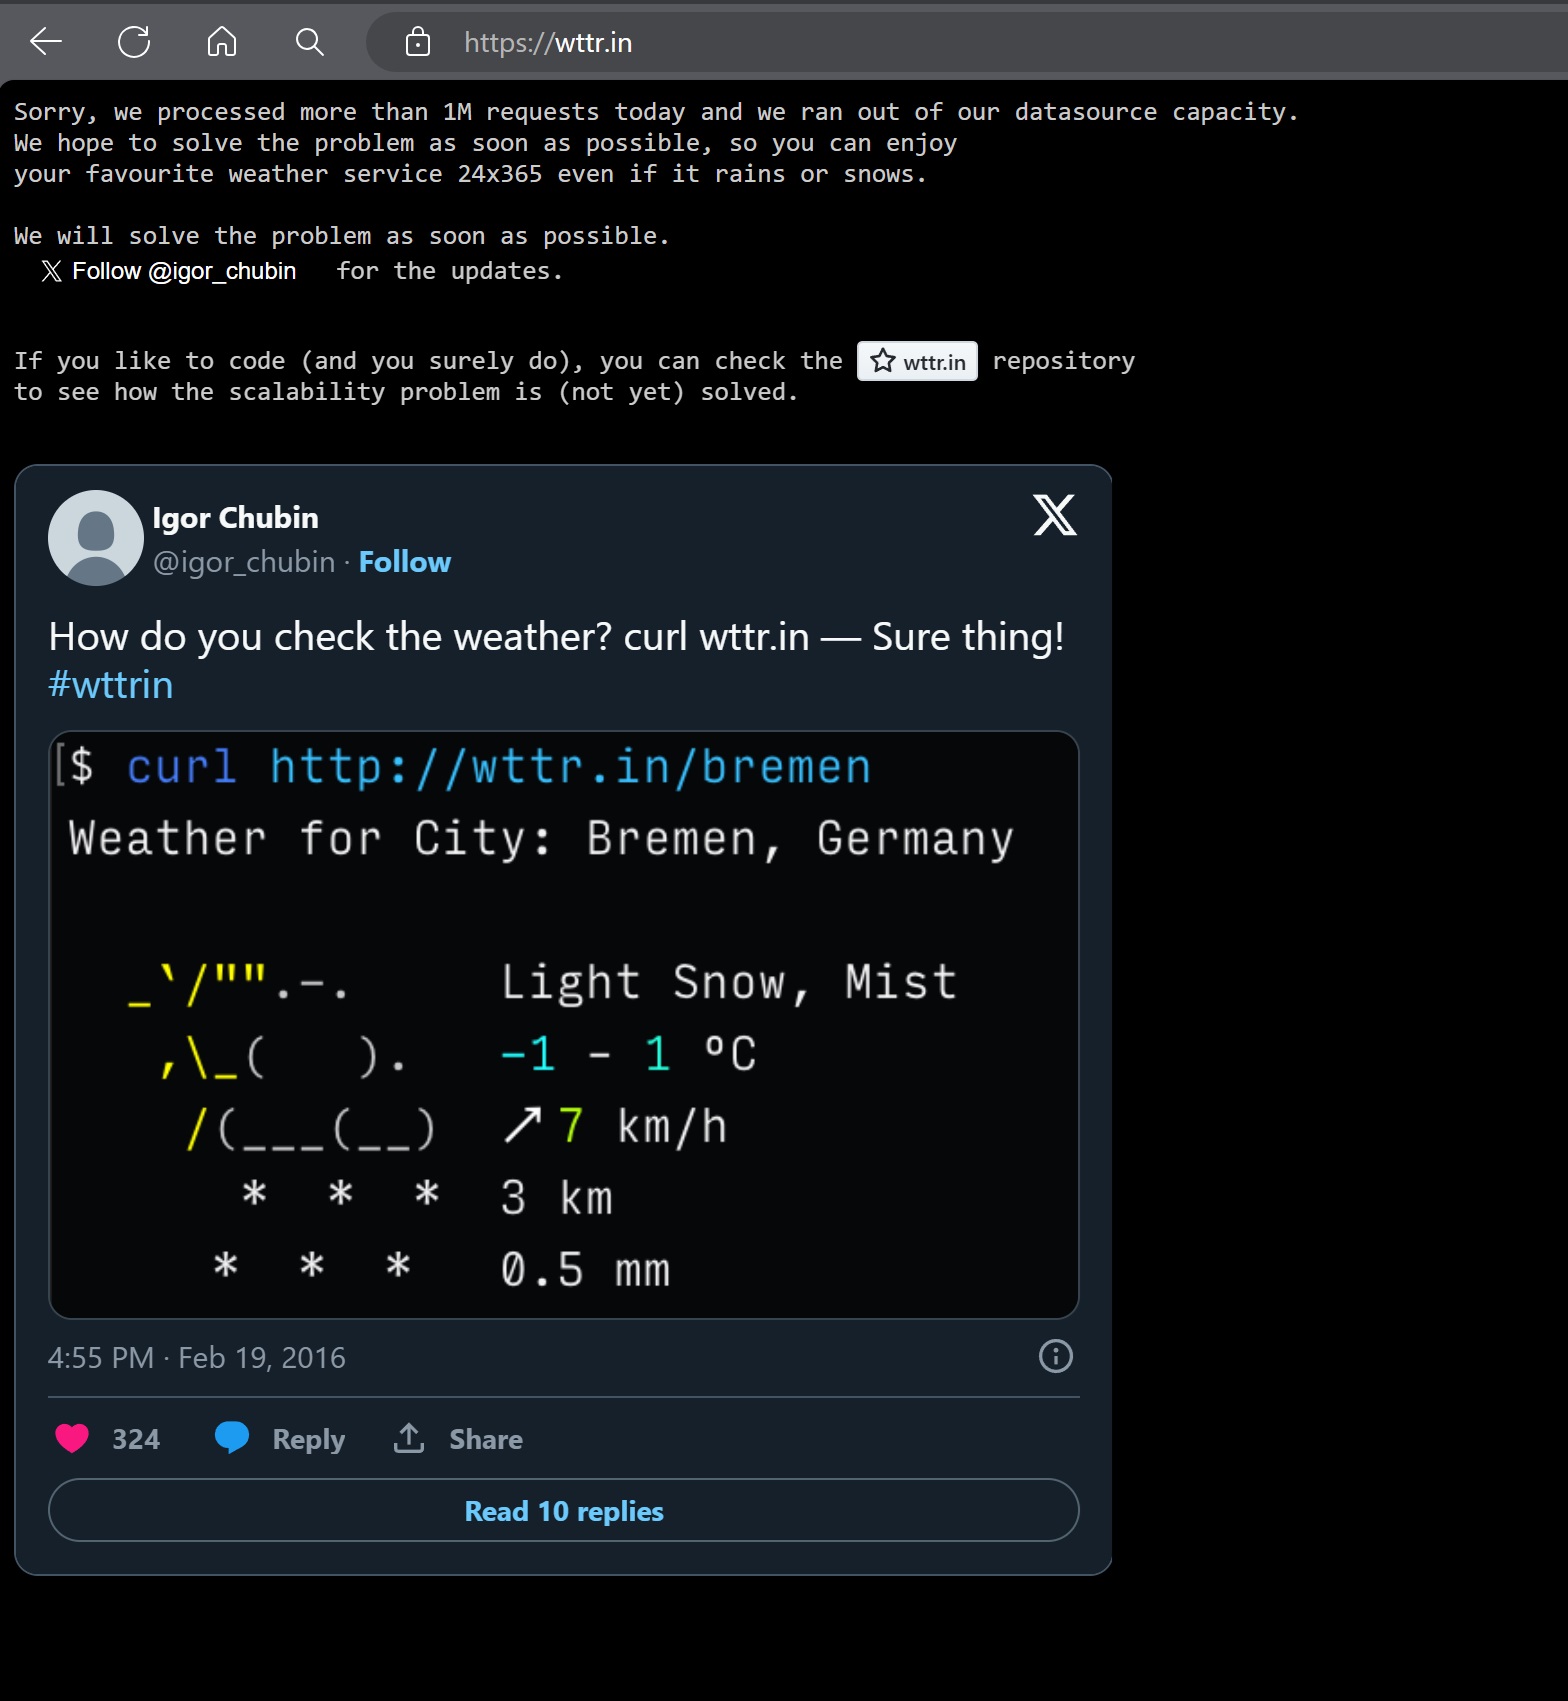 https://wttr.in
Sorry, we processed more than 1M requests today and we ran out of our datasource capacity.
We hope to solve the problem as soon as possible, so you can enjoy
your favourite weather service 24x365 even if it rains or snows.
We will solve the problem as soon as possible.
X Follow @igor_chubin for the updates.
If you like to code (and you surely do), you can check the wttr.in repository
to see how the scalability problem is (not yet) solved.
Igor Chubin
@igor_chubin · Follow
How do you check the weather? curl wttr.in — Sure thing!
#wttrin
[$ curl http://wttr.in/bremen
Weather for City: Bremen, Germany
_`/"".-. Light Snow, Mist
,\_(   ). -1 - 1 ºC
/(___(__) ↗7 km/h
* * * 3 km
* * * 0.5 mm
4:55 PM · Feb 19, 2016
324 Reply Share
Read 10 replies